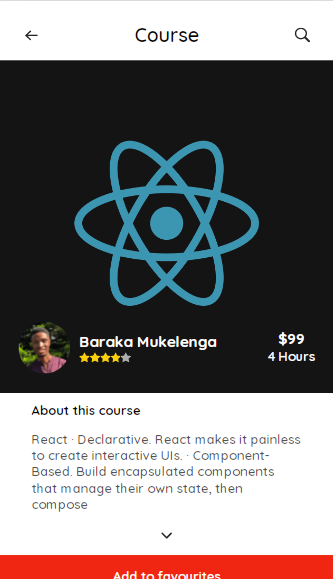 Course
Baraka Mukelenga
$99
4 Hours
About this course
React · Declarative. React makes it painless
to create interactive UIs. · Component-
Based. Build encapsulated components
that manage their own state, then
compose
Add to favourites